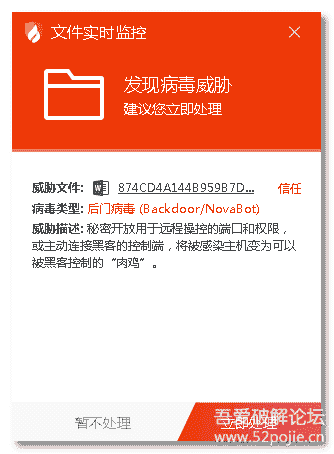 文件实时监控
发现病毒威胁
建议您立即处理
威胁文件: 874CD4A144B959B7D... 信任
病毒类型: 后门病毒 (Backdoor/NovaBot)
威胁描述: 秘密开放用于远程操控的端口和权限，
或主动连接黑客的控制端，将被感染主机变为可以
被黑客控制的“肉鸡”。
暂不处理 立即处理
吾爱破解论坛
www.52pojie.cn